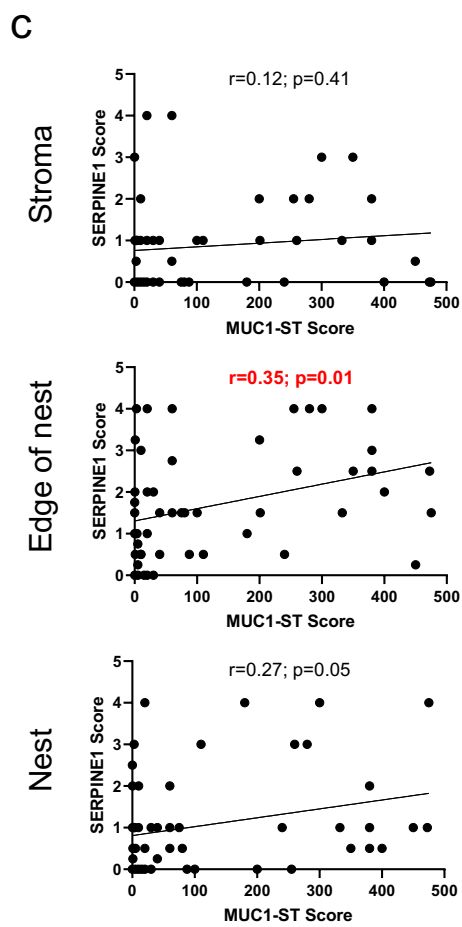 C
Stroma
r=0.12; p=0.41
SERPINE1 Score
5
4
3
2
1
0
0
100
200
300
400
500
MUC1-ST Score
Edge of nest
r=0.35; p=0.01
SERPINE1 Score
5
4
3
2
1
0
0
100
200
300
400
500
MUC1-ST Score
Nest
r=0.27; p=0.05
SERPINE1 Score
5
4
3
2
1
0
0
100
200
300
400
500
MUC1-ST Score